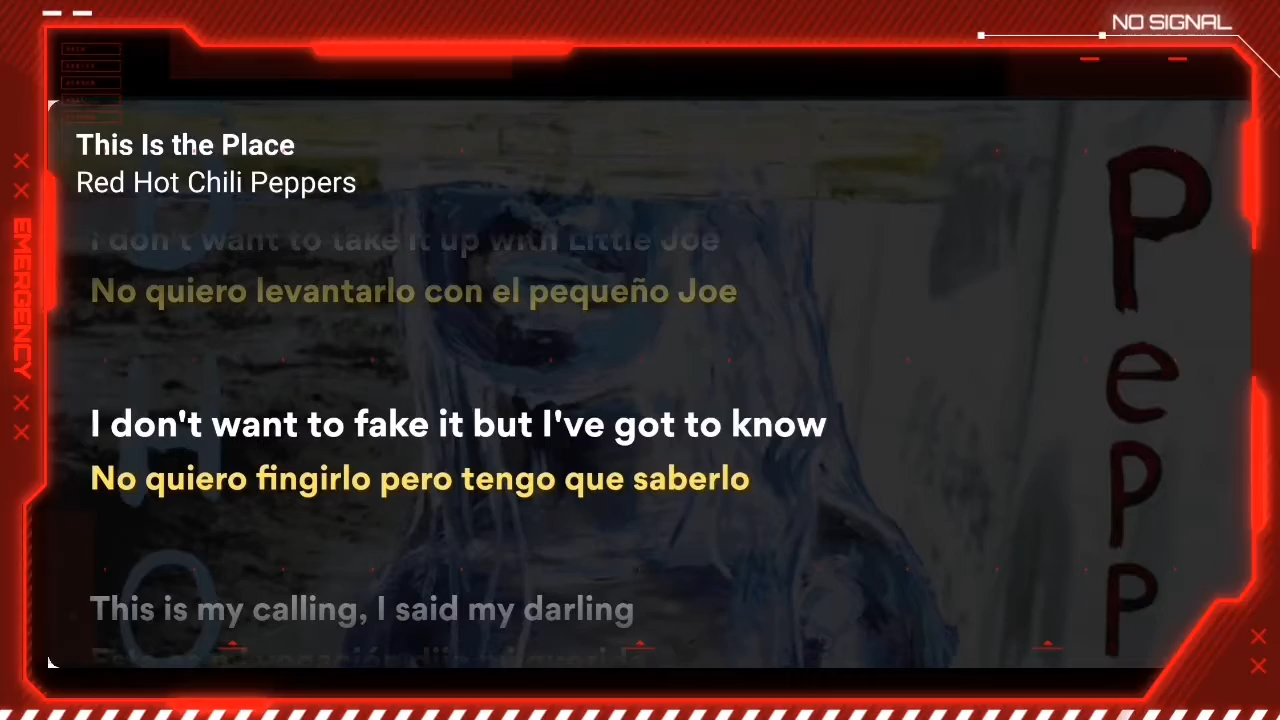 NO SIGNAL
This Is the Place
Red Hot Chili Peppers
I don't want to take it up with Little Joe
No quiero levantarlo con el pequeño Joe
I don't want to fake it but I've got to know
No quiero fingirlo pero tengo que saberlo
This is my calling, I said my darling
EMERGENCY
H
O
P
e
p
p